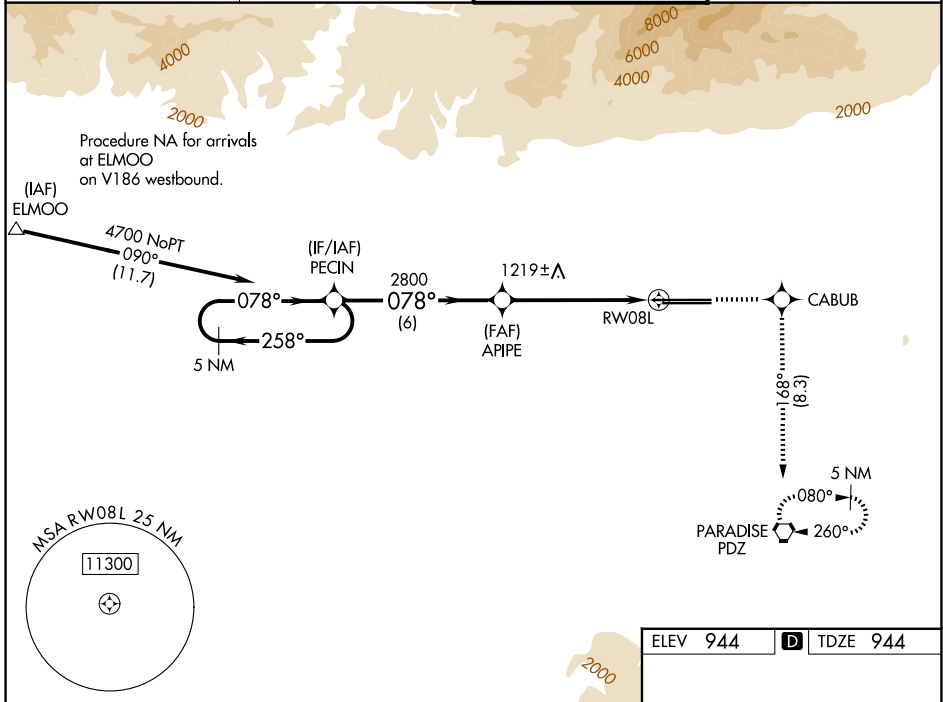 8000
6000
4000
4000
2000
2000
Procedure NA for arrivals
at ELMOO
on V186 westbound.
(IAF)
ELMOO
4700 NoPT
090°
(11.7)
(IF/IAF)
PECIN
078°
258°
5 NM
2800
078°
(6)
1219±
(FAF)
APIPE
RW08L
CABUB
168°
(8.3)
5 NM
080°
260°
PARADISE
PDZ
MSA RW08L 25 NM
11300
2000
ELEV 944 D TDZE 944